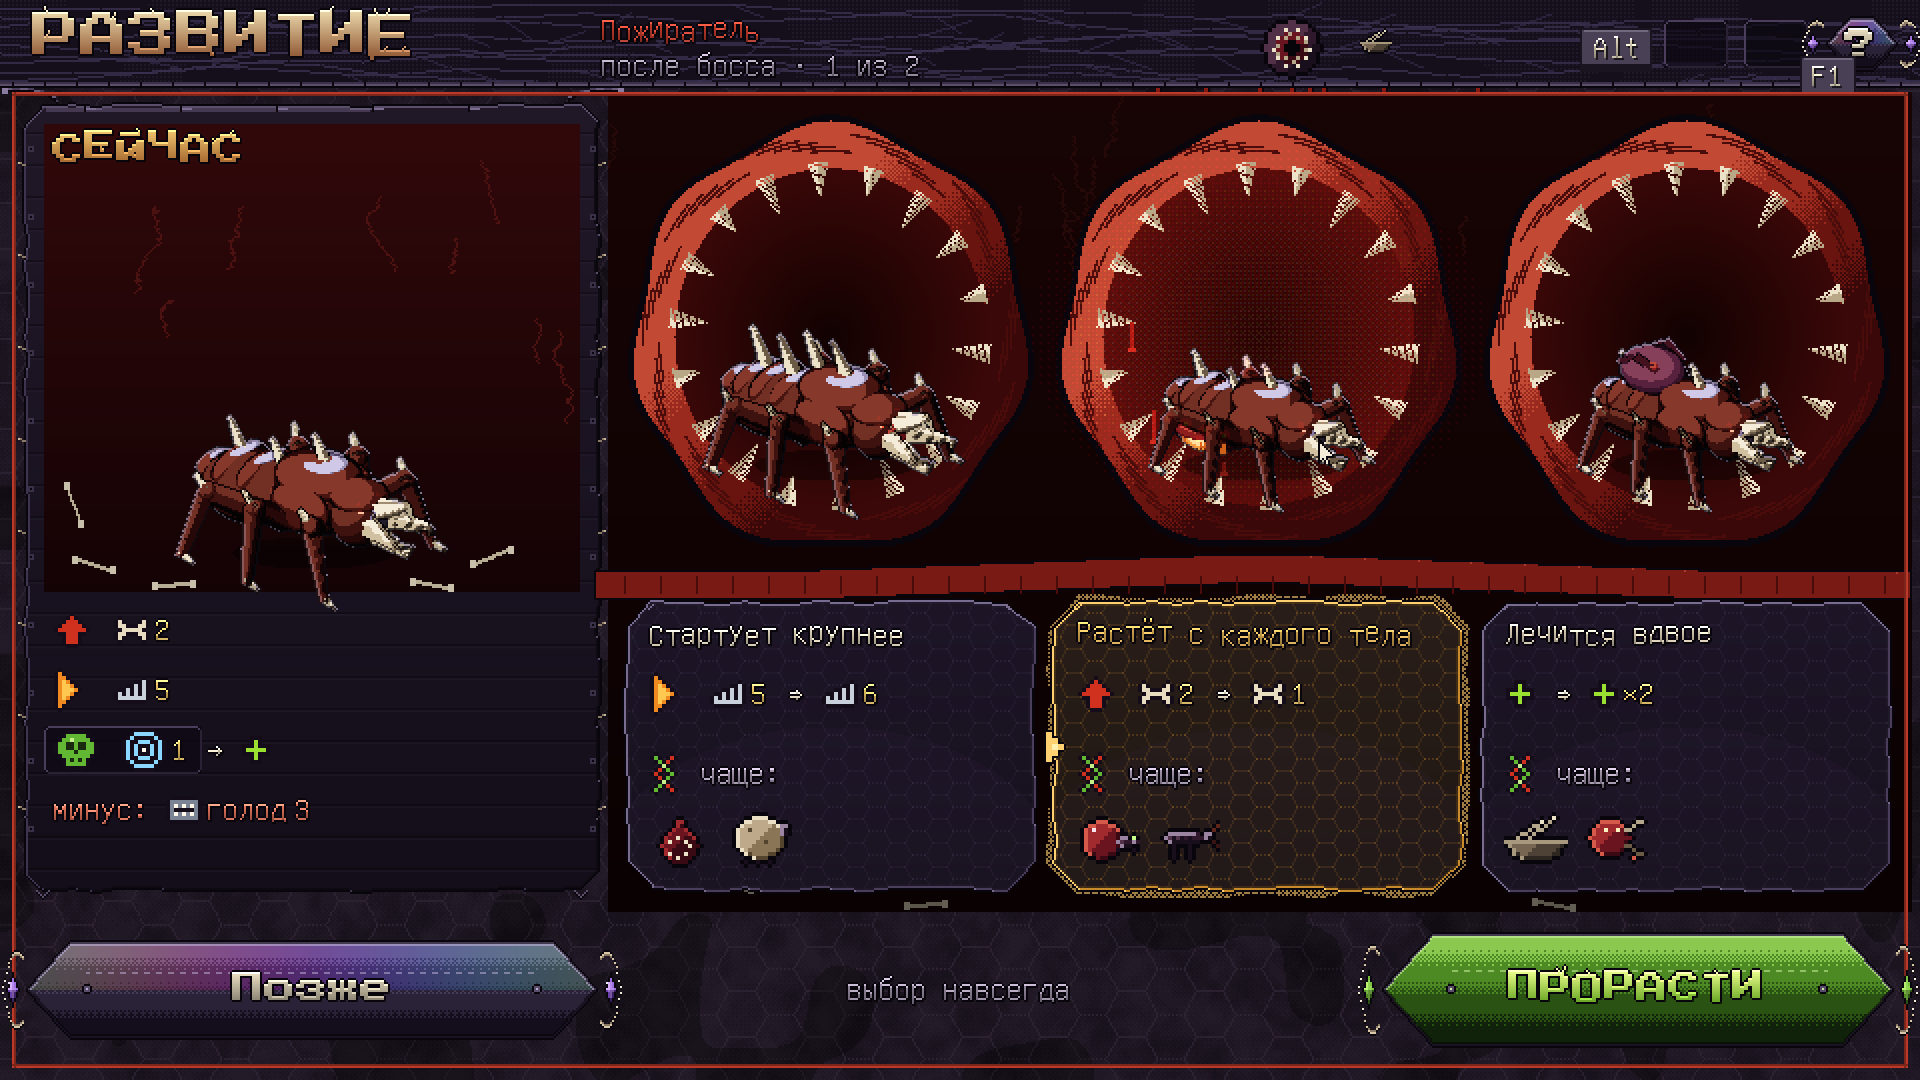 РАЗВИТИЕ
Пожиратель
после босса · 1 из 2
Alt
?
F1
СЕЙЧАС
2
5
1 → +
минус: голод 3
Стартует крупнее
5 → 6
чаще:
Растёт с каждого тела
2 → 1
чаще:
Лечится вдвое
+ → + ×2
чаще:
Позже
выбор навсегда
ПРОРАСТИ